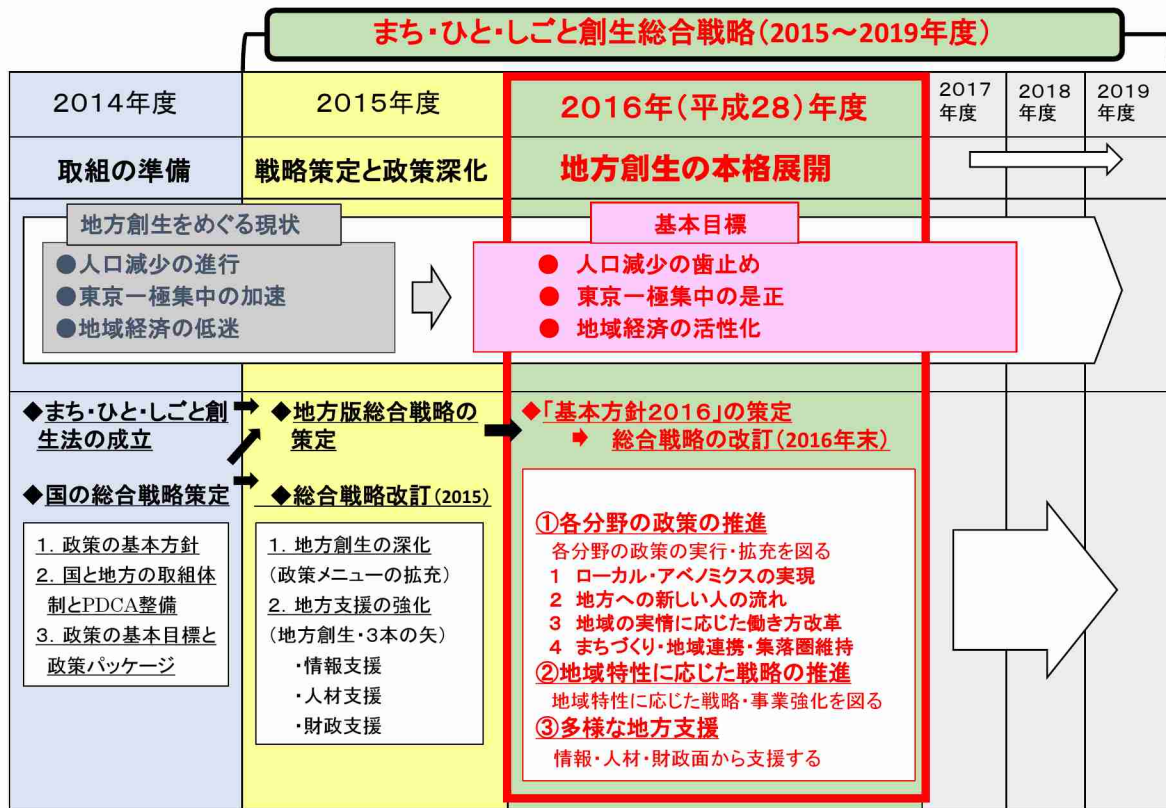 まち・ひと・しごと創生総合戦略(2015～2019年度)
2014年度
2015年度
2016年(平成28)年度
2017
年度
2018
年度
2019
年度
取組の準備
戦略策定と政策深化
地方創生の本格展開
地方創生をめぐる現状
●人口減少の進行
●東京一極集中の加速
●地域経済の低迷
基本目標
● 人口減少の歯止め
● 東京一極集中の是正
● 地域経済の活性化
◆まち・ひと・しごと創
生法の成立
◆国の総合戦略策定
1. 政策の基本方針
2. 国と地方の取組体
制とPDCA整備
3. 政策の基本目標と
政策パッケージ
◆地方版総合戦略の
策定
◆総合戦略改訂(2015)
1. 地方創生の深化
(政策メニューの拡充)
2. 地方支援の強化
(地方創生・3本の矢)
・情報支援
・人材支援
・財政支援
◆「基本方針2016」の策定
➡ 総合戦略の改訂(2016年末)
①各分野の政策の推進
各分野の政策の実行・拡充を図る
1 ローカル・アベノミクスの実現
2 地方への新しい人の流れ
3 地域の実情に応じた働き方改革
4 まちづくり・地域連携・集落圏維持
②地域特性に応じた戦略の推進
地域特性に応じた戦略・事業強化を図る
③多様な地方支援
情報・人材・財政面から支援する